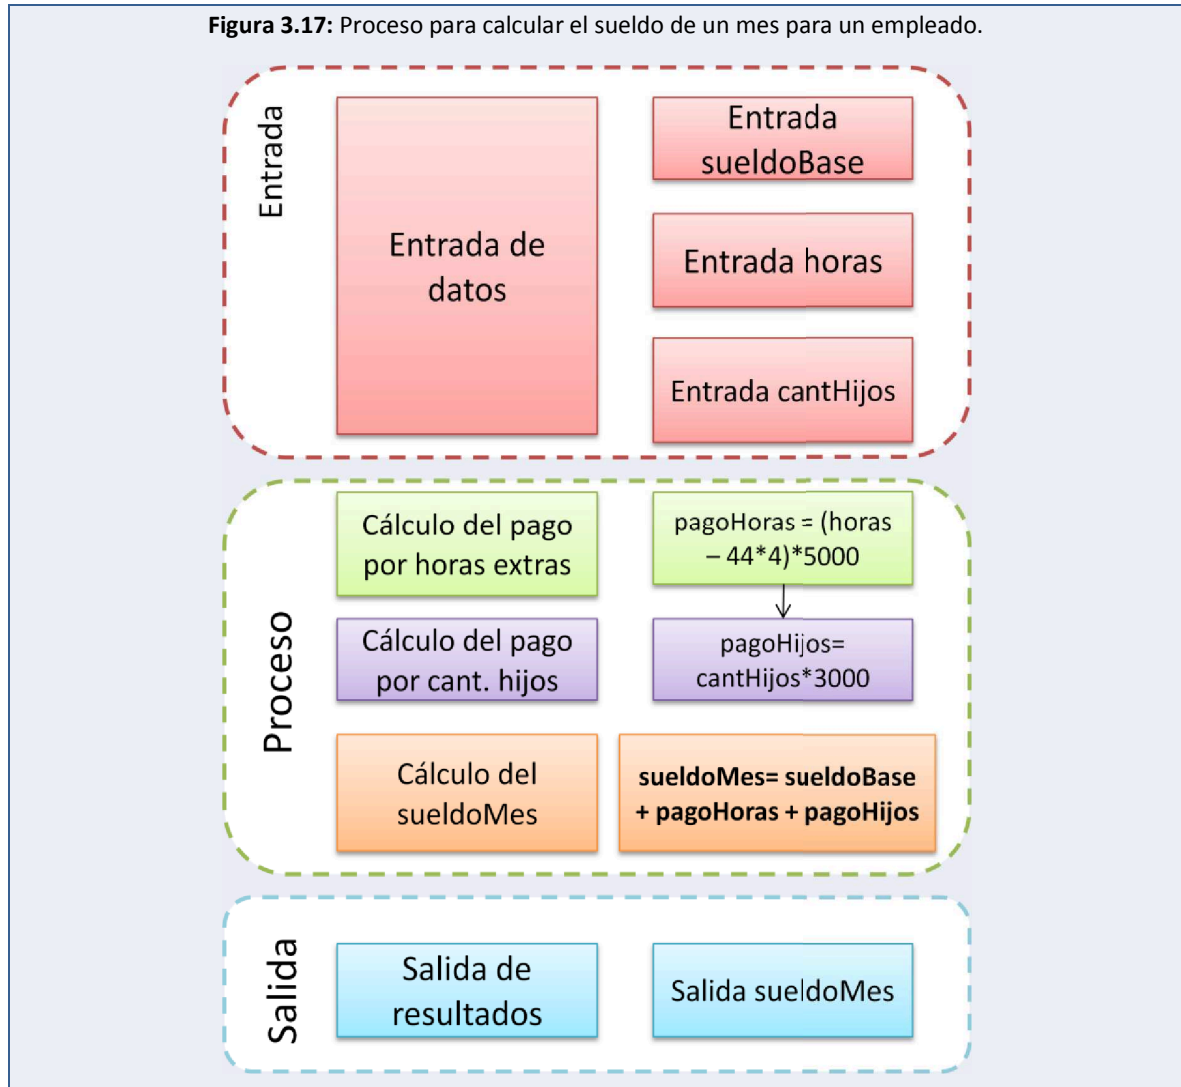 Figura 3.17: Proceso para calcular el sueldo de un mes para un empleado.
Entrada
Entrada de
datos
Entrada
sueldoBase
Entrada horas
Entrada cantHijos
Proceso
Cálculo del pago
por horas extras
pagoHoras = (horas
– 44*4)*5000
Cálculo del pago
por cant. hijos
pagoHijos=
cantHijos*3000
Cálculo del
sueldoMes
sueldoMes= sueldoBase
+ pagoHoras + pagoHijos
Salida
Salida de
resultados
Salida sueldoMes